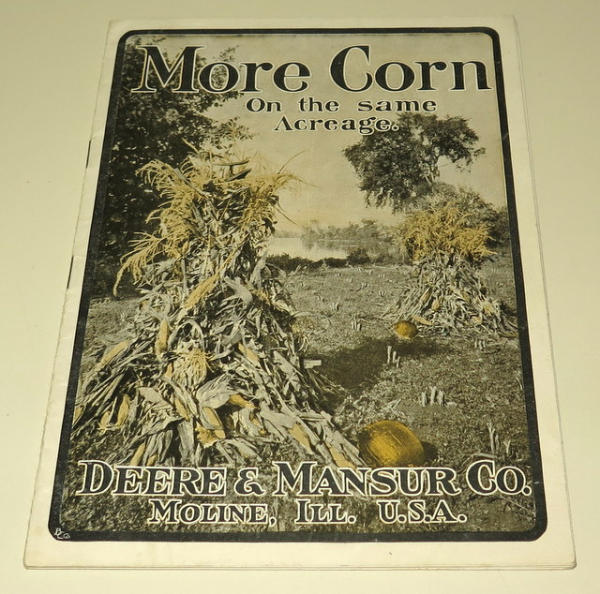 More Corn
On the same
Acreage.
DEERE & MANSUR CO.
MOLINE, ILL. U.S.A.